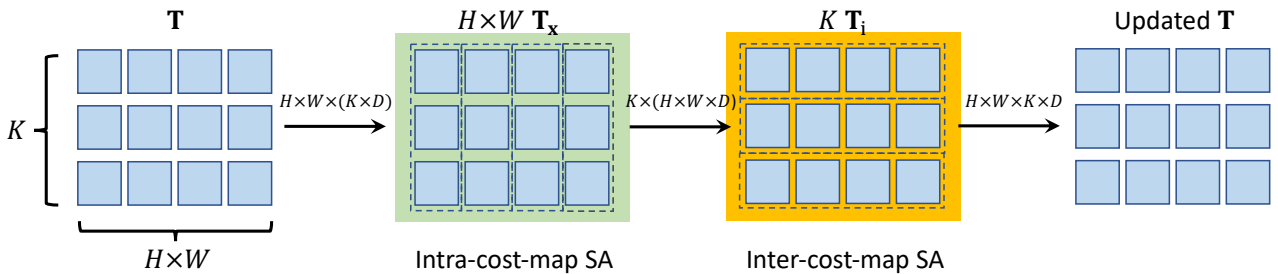 T
H×W Tx
K Ti
Updated T
K
H×W×(K×D)
K×(H×W×D)
H×W×K×D
H×W
Intra-cost-map SA
Inter-cost-map SA